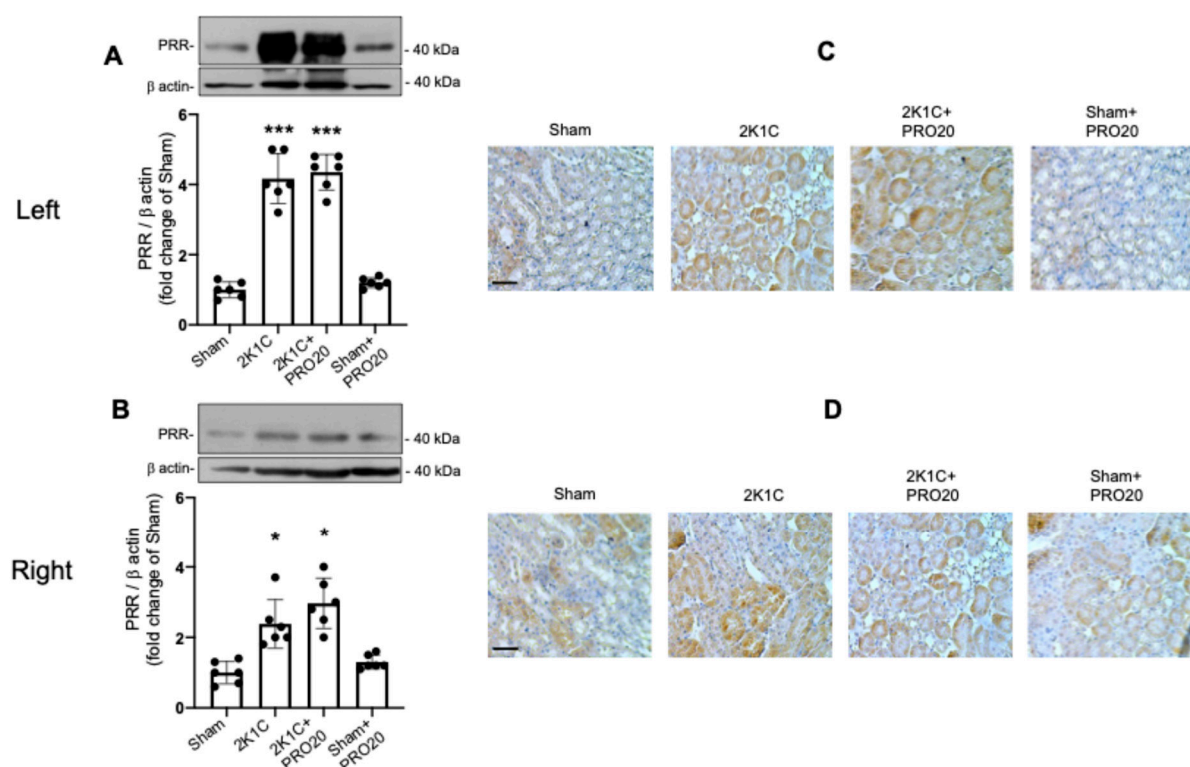 A
PRR-
- 40 kDa
β actin-
- 40 kDa
Left
PRR / β actin
(fold change of Sham)
6
4
2
0
***
***
Sham
2K1C
2K1C+
PRO20
Sham+
PRO20
C
Sham
2K1C
2K1C+
PRO20
Sham+
PRO20
B
PRR-
- 40 kDa
β actin-
- 40 kDa
Right
PRR / β actin
(fold change of Sham)
6
4
2
0
*
*
Sham
2K1C
2K1C+
PRO20
Sham+
PRO20
D
Sham
2K1C
2K1C+
PRO20
Sham+
PRO20